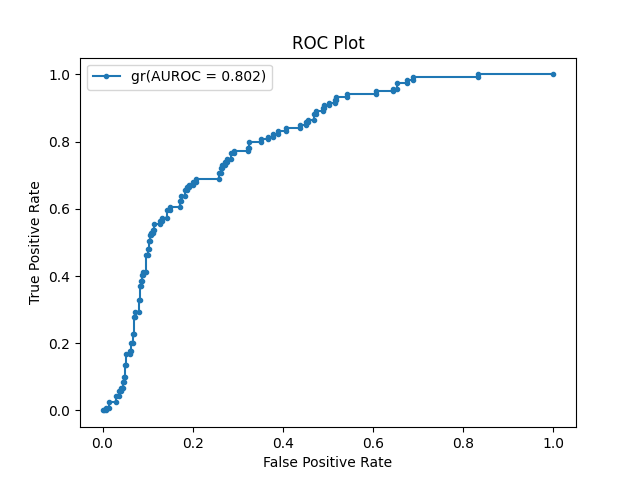 ROC Plot
gr(AUROC = 0.802)
True Positive Rate
1.0
0.8
0.6
0.4
0.2
0.0
0.0 0.2 0.4 0.6 0.8 1.0
False Positive Rate